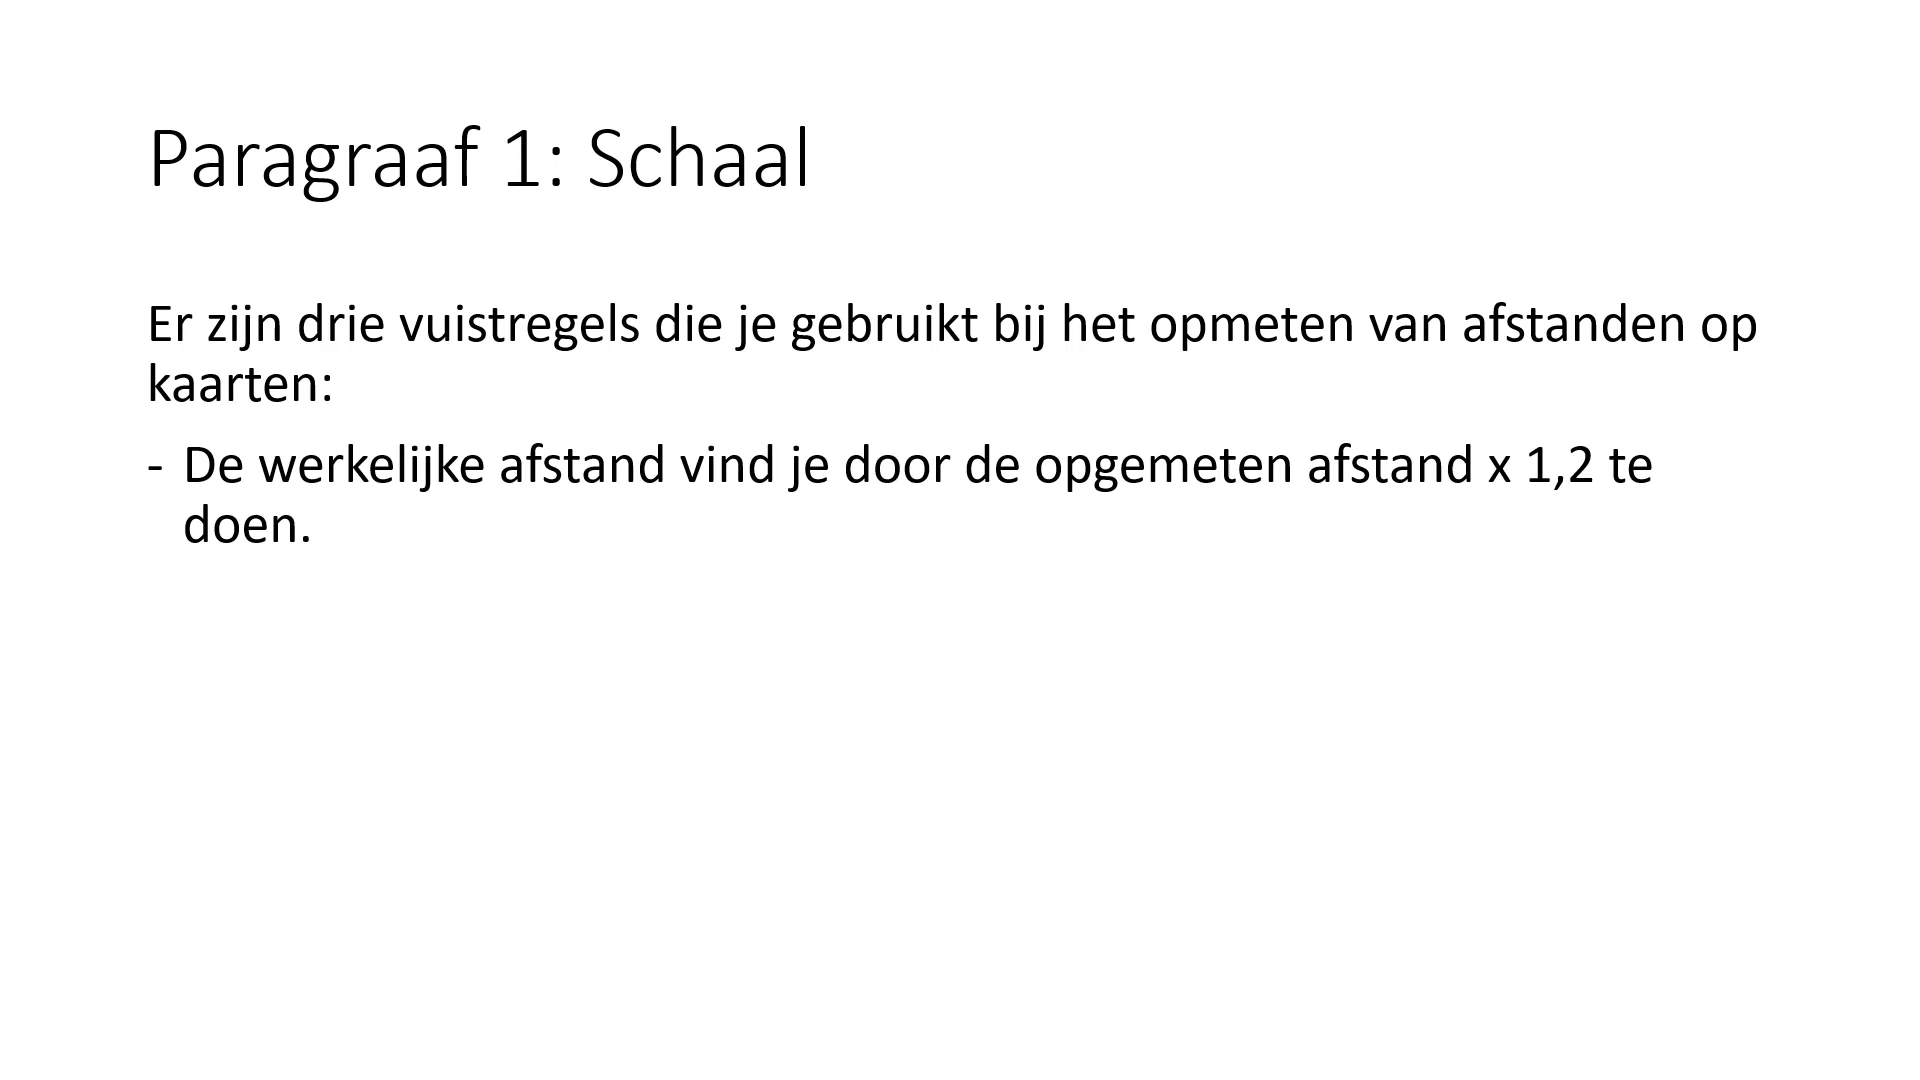 Paragraaf 1: Schaal
Er zijn drie vuistregels die je gebruikt bij het opmeten van afstanden op
kaarten:
- De werkelijke afstand vind je door de opgemeten afstand x 1,2 te
doen.